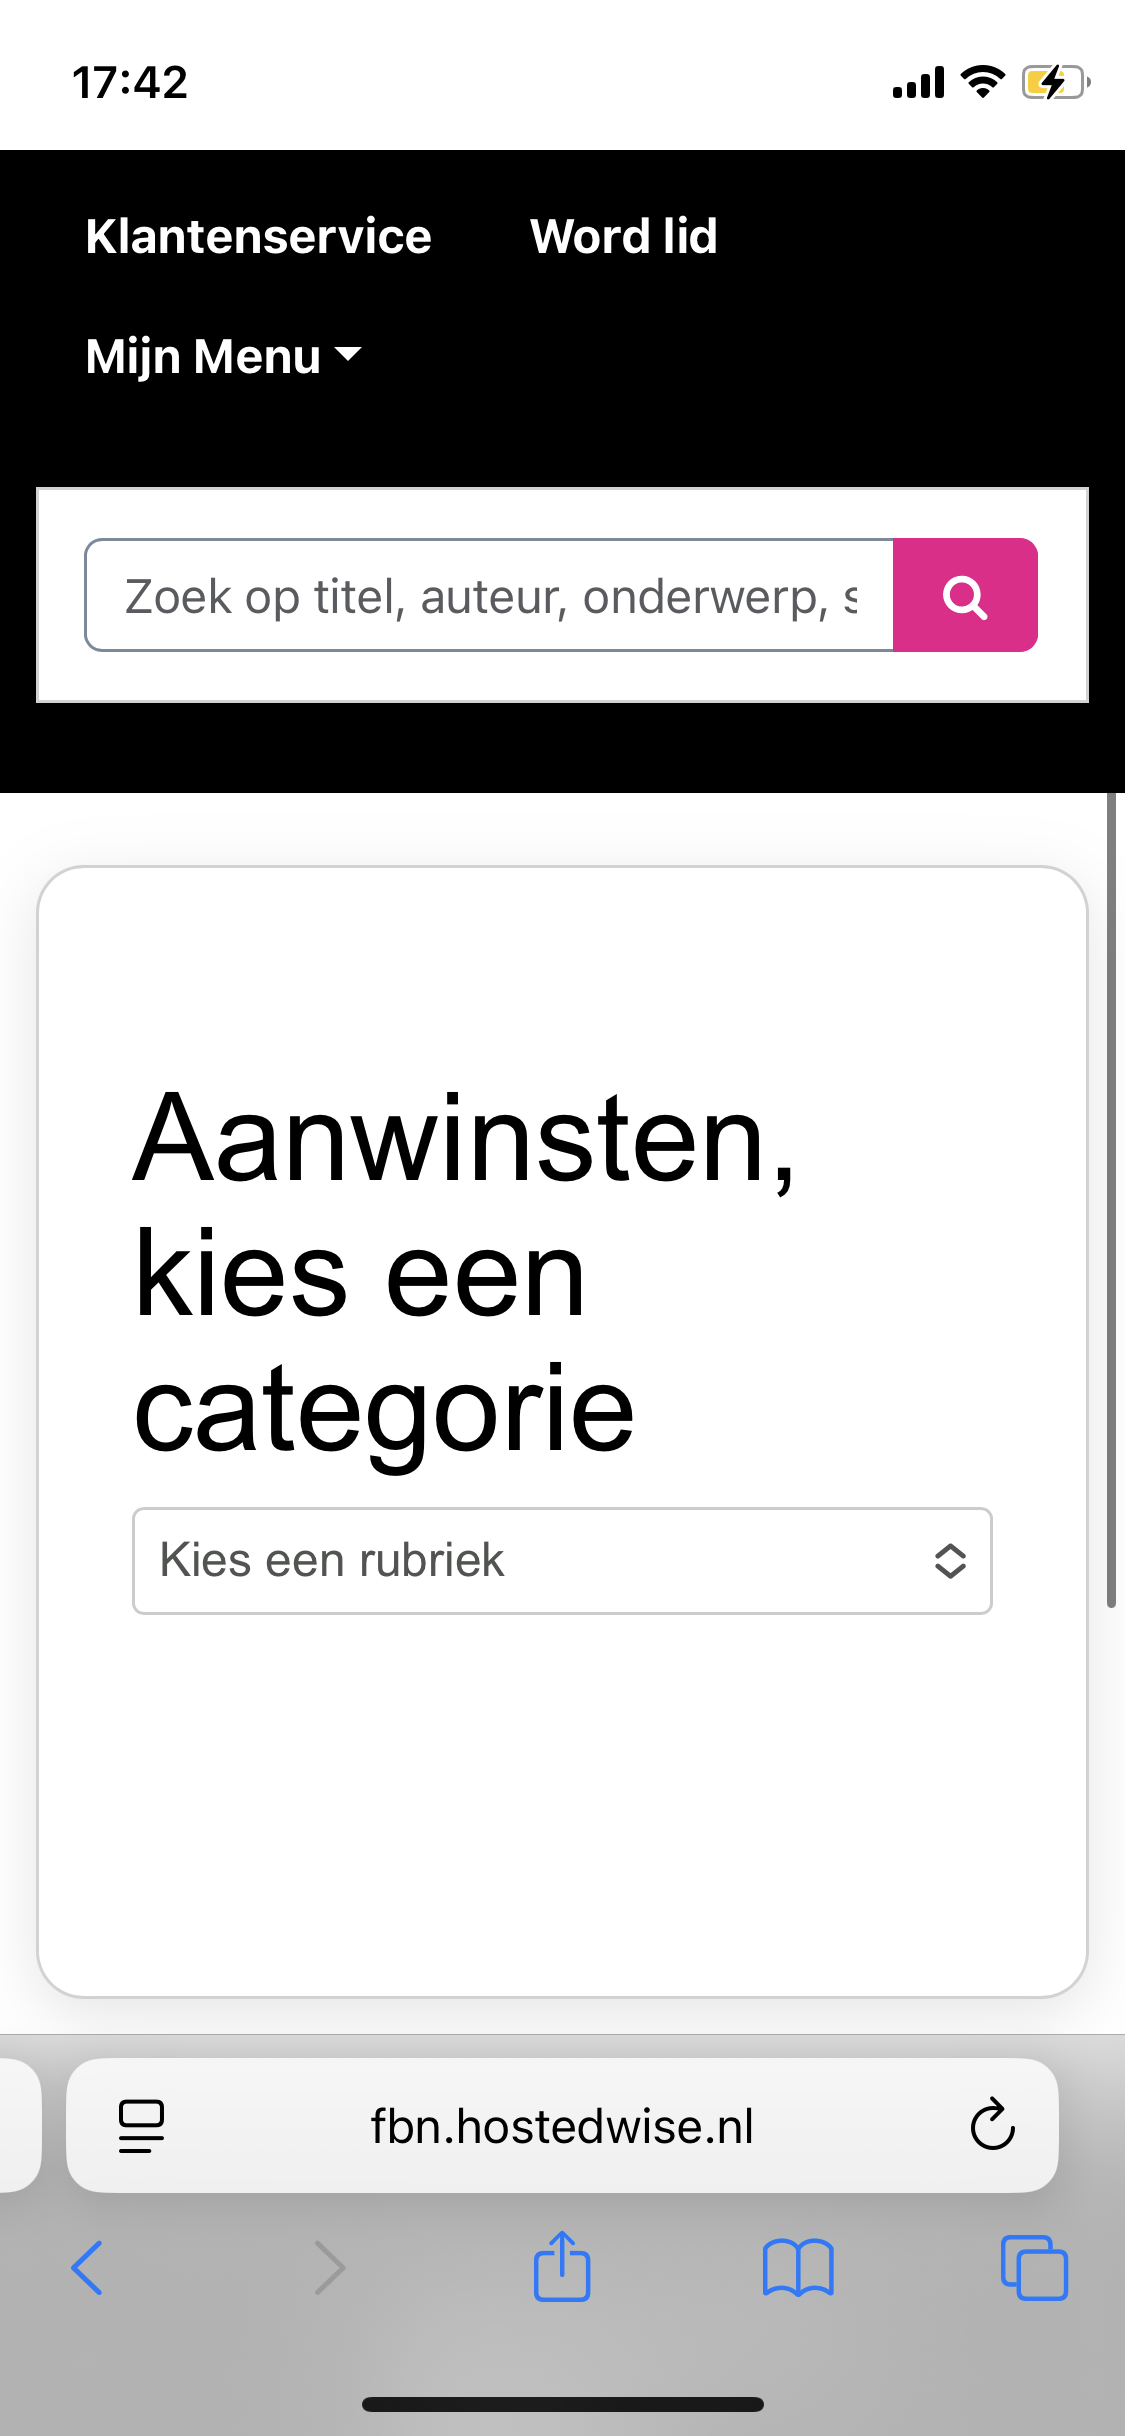 17:42
Klantenservice Word lid
Mijn Menu
Zoek op titel, auteur, onderwerp, s
Aanwinsten,
kies een
categorie
Kies een rubriek
fbn.hostedwise.nl